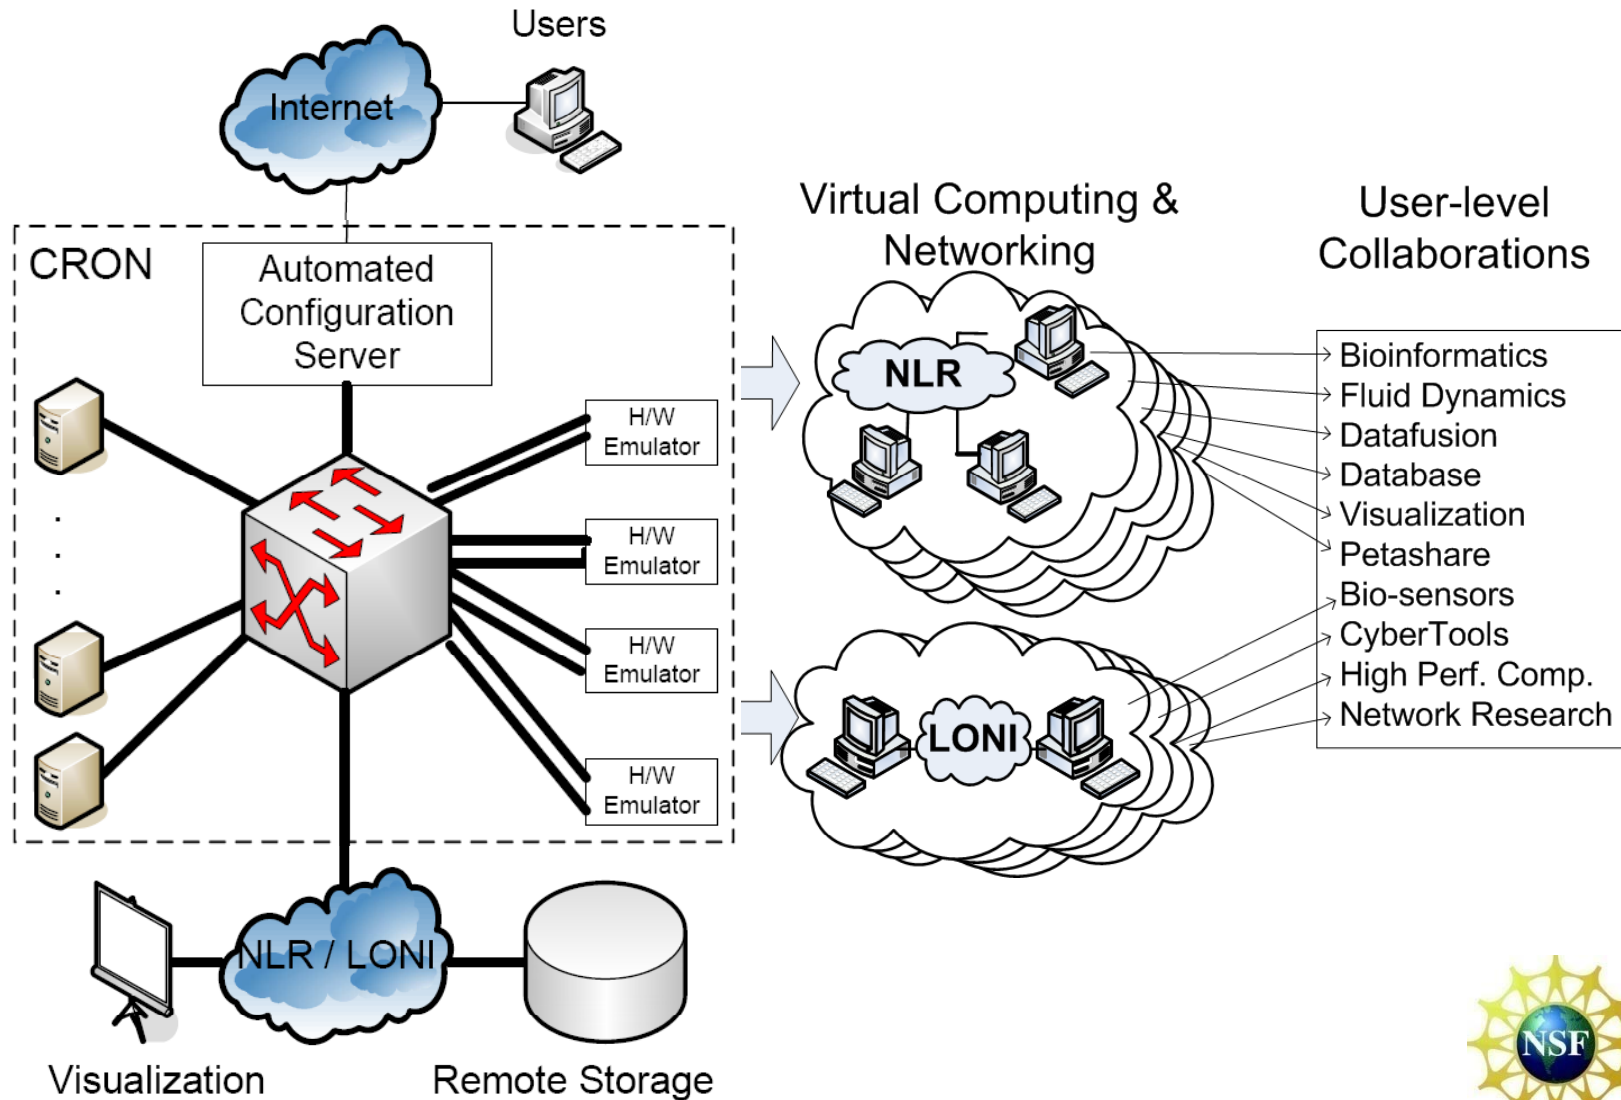 Users
Internet
CRON
Automated
Configuration
Server
H/W
Emulator
H/W
Emulator
H/W
Emulator
H/W
Emulator
NLR / LONI
Visualization
Remote Storage
Virtual Computing &
Networking
NLR
LONI
User-level
Collaborations
Bioinformatics
Fluid Dynamics
Datafusion
Database
Visualization
Petashare
Bio-sensors
CyberTools
High Perf. Comp.
Network Research
NSF